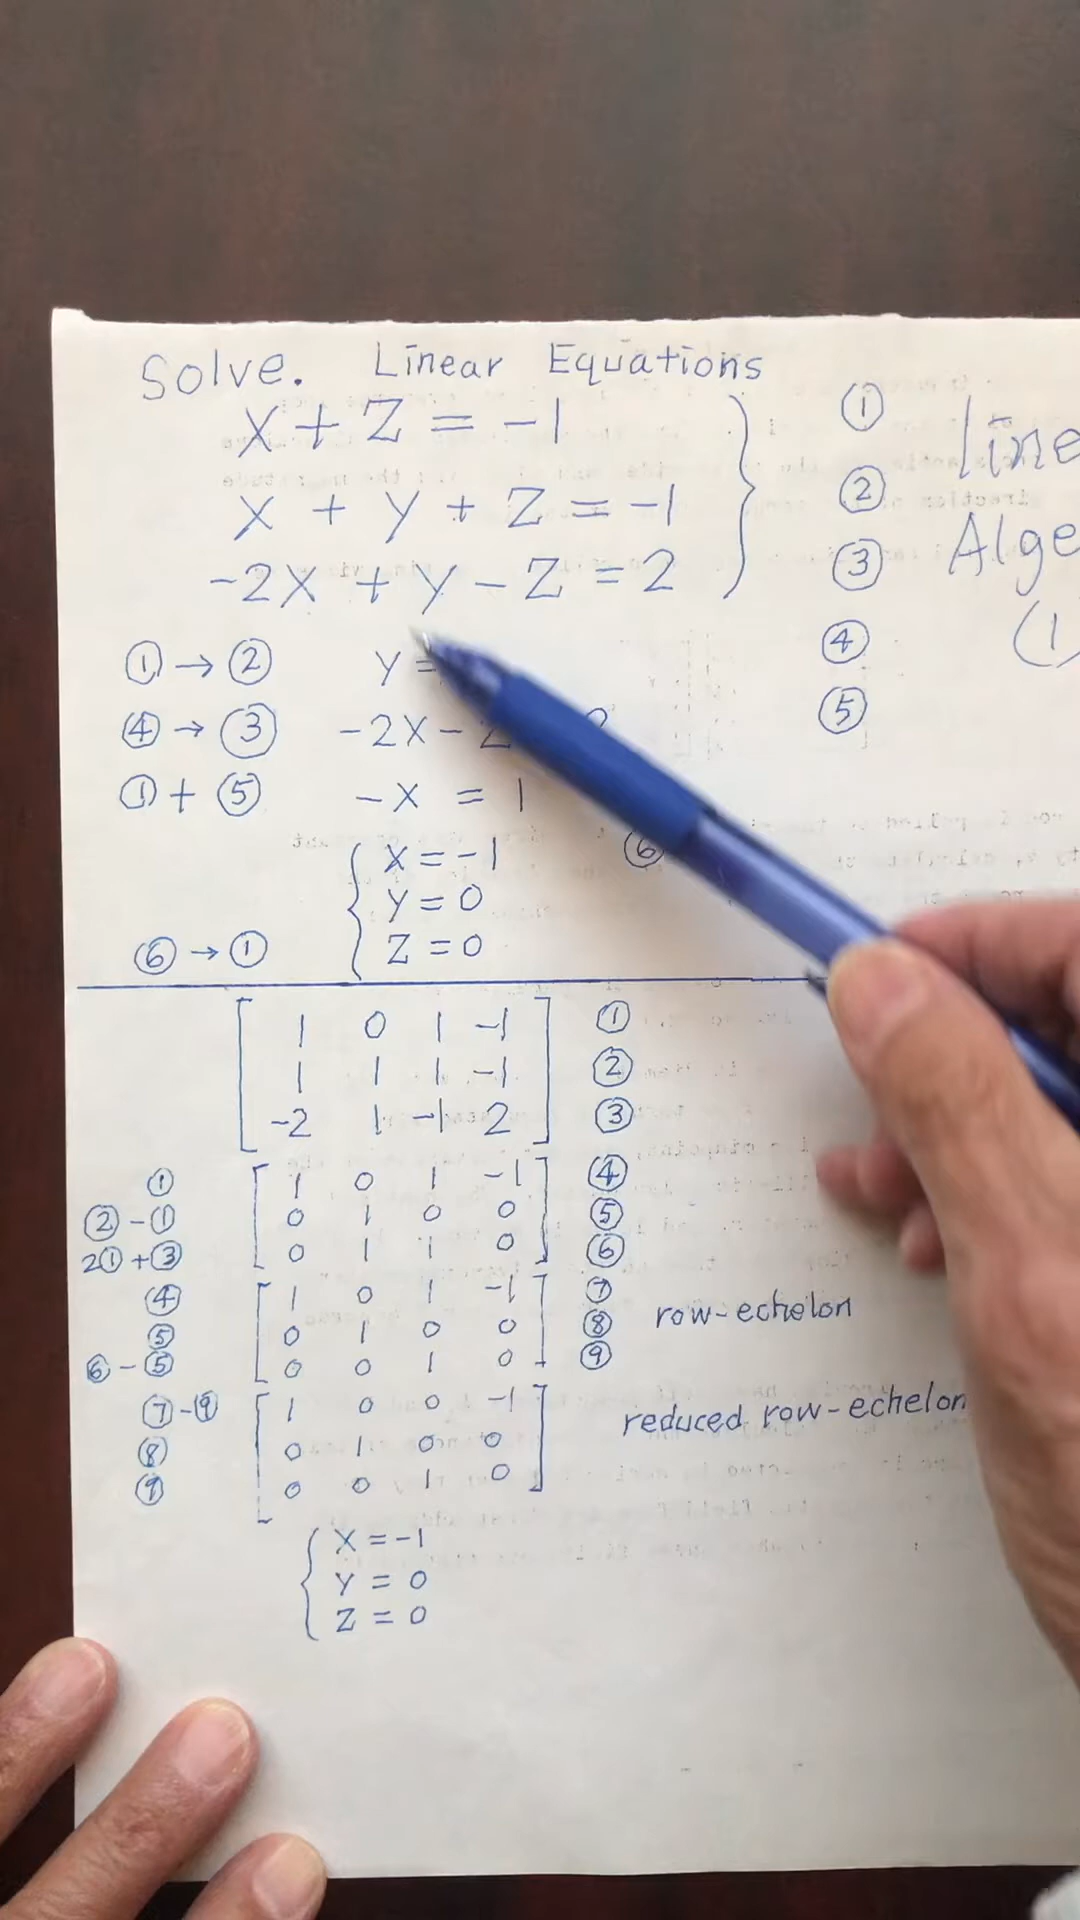 Solve. Linear Equations
X + Z = -1 ①
X + Y + Z = -1 ②
-2X + Y - Z = 2 ③
①→② Y = ④
④→③ -2X - Z 2 ⑤
①+⑤ -X = 1
X = -1 ⑥
Y = 0
⑥→① Z = 0
1 0 1 -1 ①
1 1 1 -1 ②
-2 1 -1 2 ③
① 1 0 1 -1 ④
②-① 0 1 0 0 ⑤
2①+③ 0 1 1 0 ⑥
④ 1 0 1 -1 ⑦
⑤ 0 1 0 0 ⑧ row-echelon
⑥-⑤ 0 0 1 0 ⑨
⑦-⑨ 1 0 0 -1 reduced row-echelon
⑧ 0 1 0 0
⑨ 0 0 1 0
X = -1
Y = 0
Z = 0